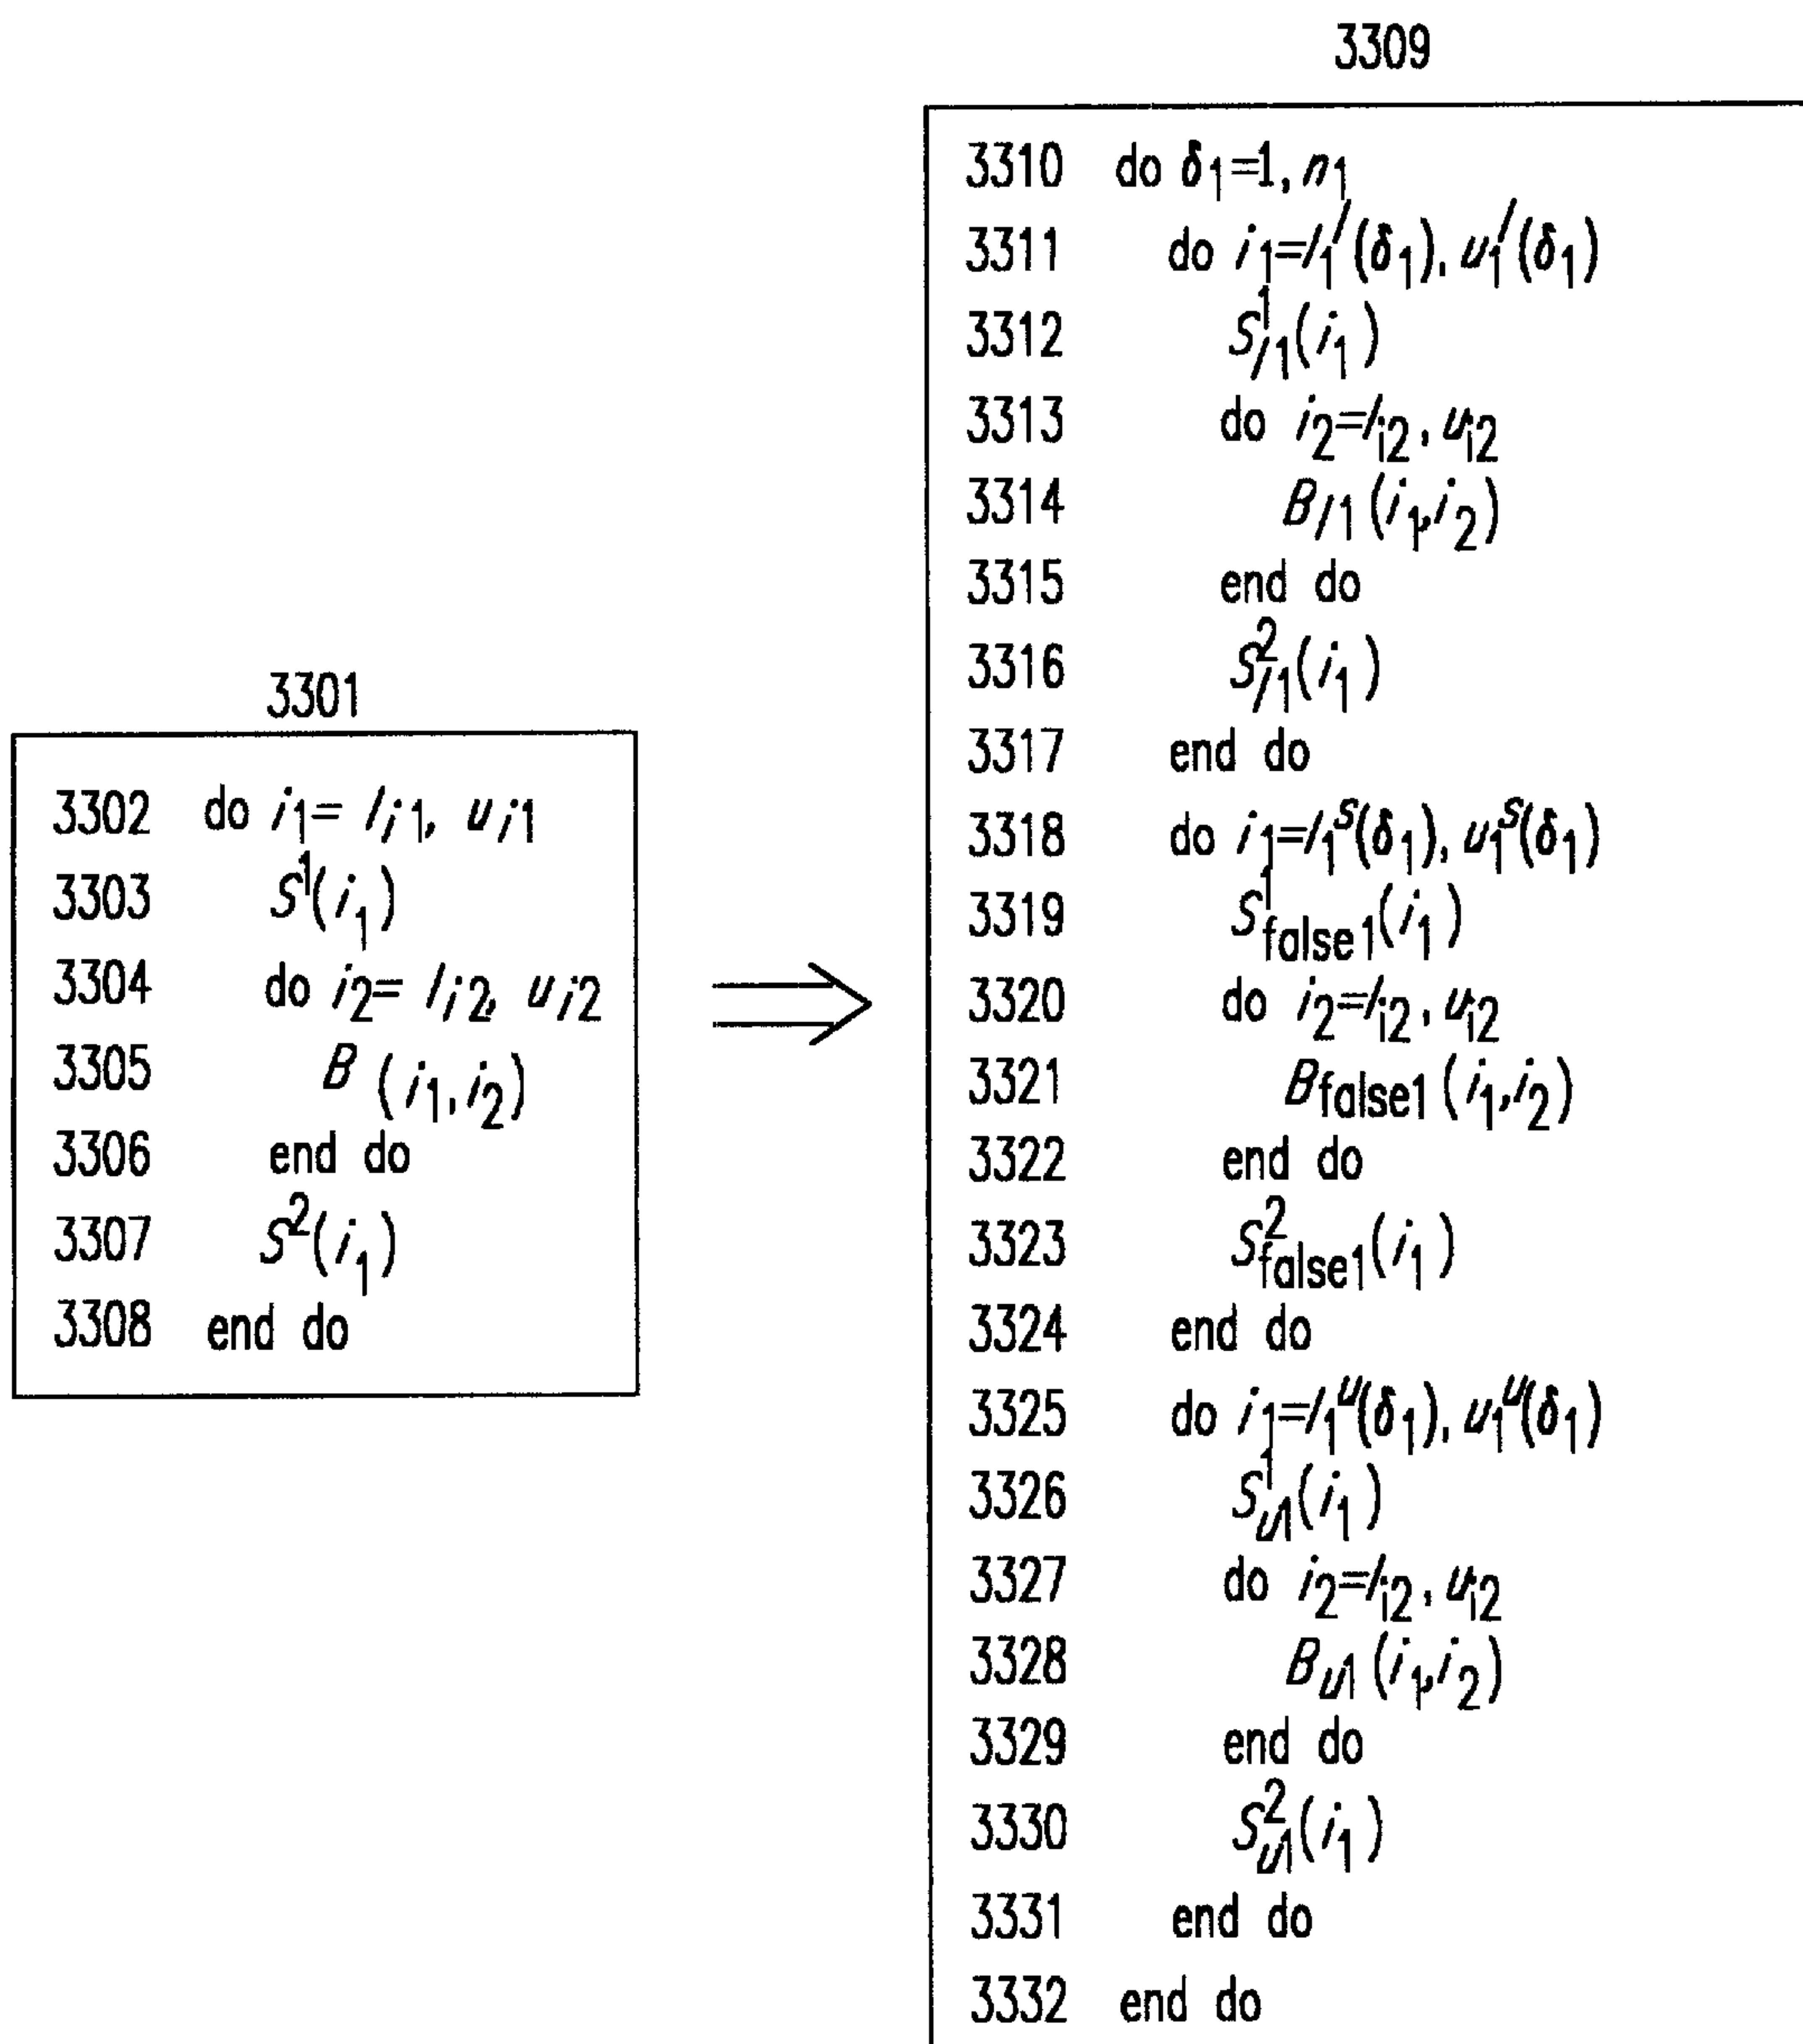 3301
3302 do i₁= lᵢ₁, uᵢ₁
3303 S¹(i₁)
3304 do i₂= lᵢ₂, uᵢ₂
3305 B (i₁,i₂)
3306 end do
3307 S²(i₁)
3308 end do
3309
3310 do δ₁=1, n₁
3311 do i₁=l₁ˡ(δ₁), u₁ˡ(δ₁)
3312 S¹ₗ₁(i₁)
3313 do i₂=lᵢ₂, uᵢ₂
3314 Bₗ₁ (i₁,i₂)
3315 end do
3316 S²ₗ₁(i₁)
3317 end do
3318 do i₁=l₁ˢ(δ₁), u₁ˢ(δ₁)
3319 S¹false1(i₁)
3320 do i₂=lᵢ₂, uᵢ₂
3321 Bfalse1 (i₁,i₂)
3322 end do
3323 S²false1(i₁)
3324 end do
3325 do i₁=l₁ᵘ(δ₁), u₁ᵘ(δ₁)
3326 S¹ᵤ₁(i₁)
3327 do i₂=lᵢ₂, uᵢ₂
3328 Bᵤ₁ (i₁,i₂)
3329 end do
3330 S²ᵤ₁(i₁)
3331 end do
3332 end do